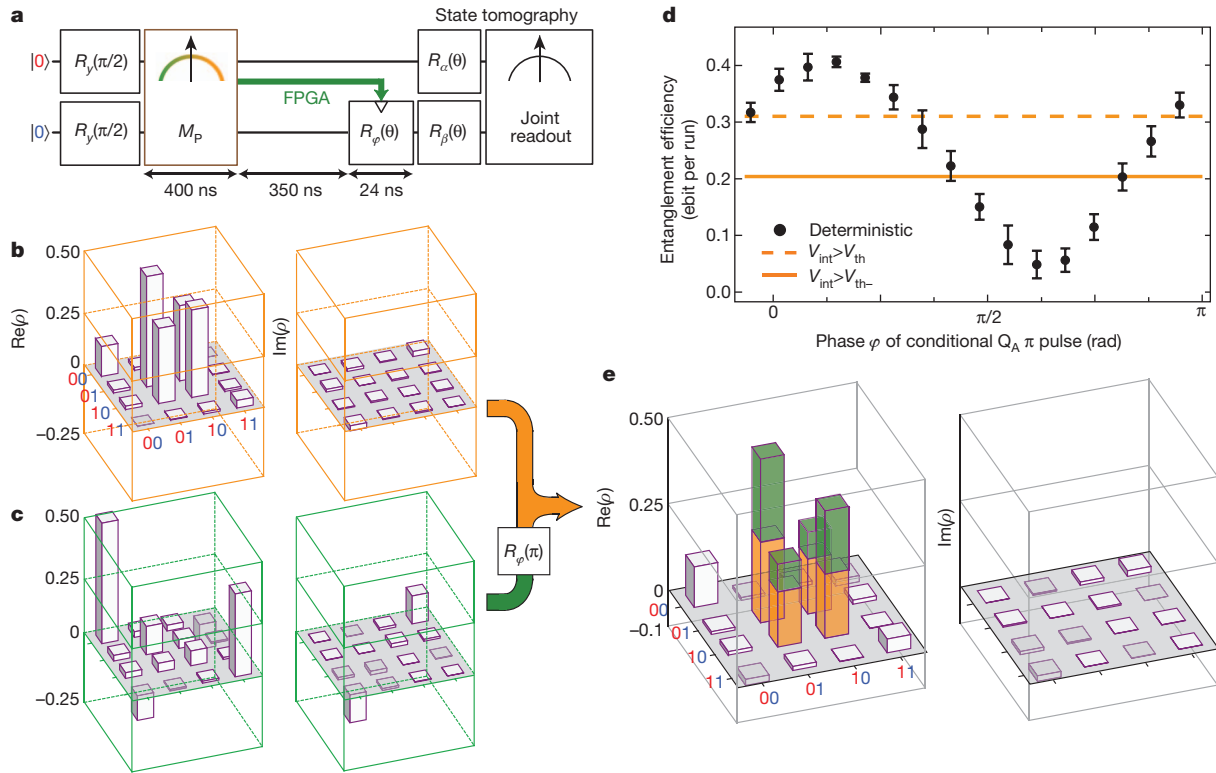 a
State tomography
|0⟩
R_y(π/2)
R_α(θ)
FPGA
|0⟩
R_y(π/2)
M_P
R_φ(θ)
R_β(θ)
Joint
readout
400 ns
350 ns
24 ns
b
0.50
0.25
0
–0.25
Re(ρ)
Im(ρ)
00
01
10
11
00
01
10
11
c
0.50
0.25
0
–0.25
R_φ(π)
d
Entanglement efficiency
(ebit per run)
0.4
0.3
0.2
0.1
0.0
Deterministic
V_int>V_th
V_int>V_th–
0
π/2
π
Phase φ of conditional Q_A π pulse (rad)
e
0.50
0.25
0
–0.1
Re(ρ)
Im(ρ)
00
01
10
11
00
01
10
11